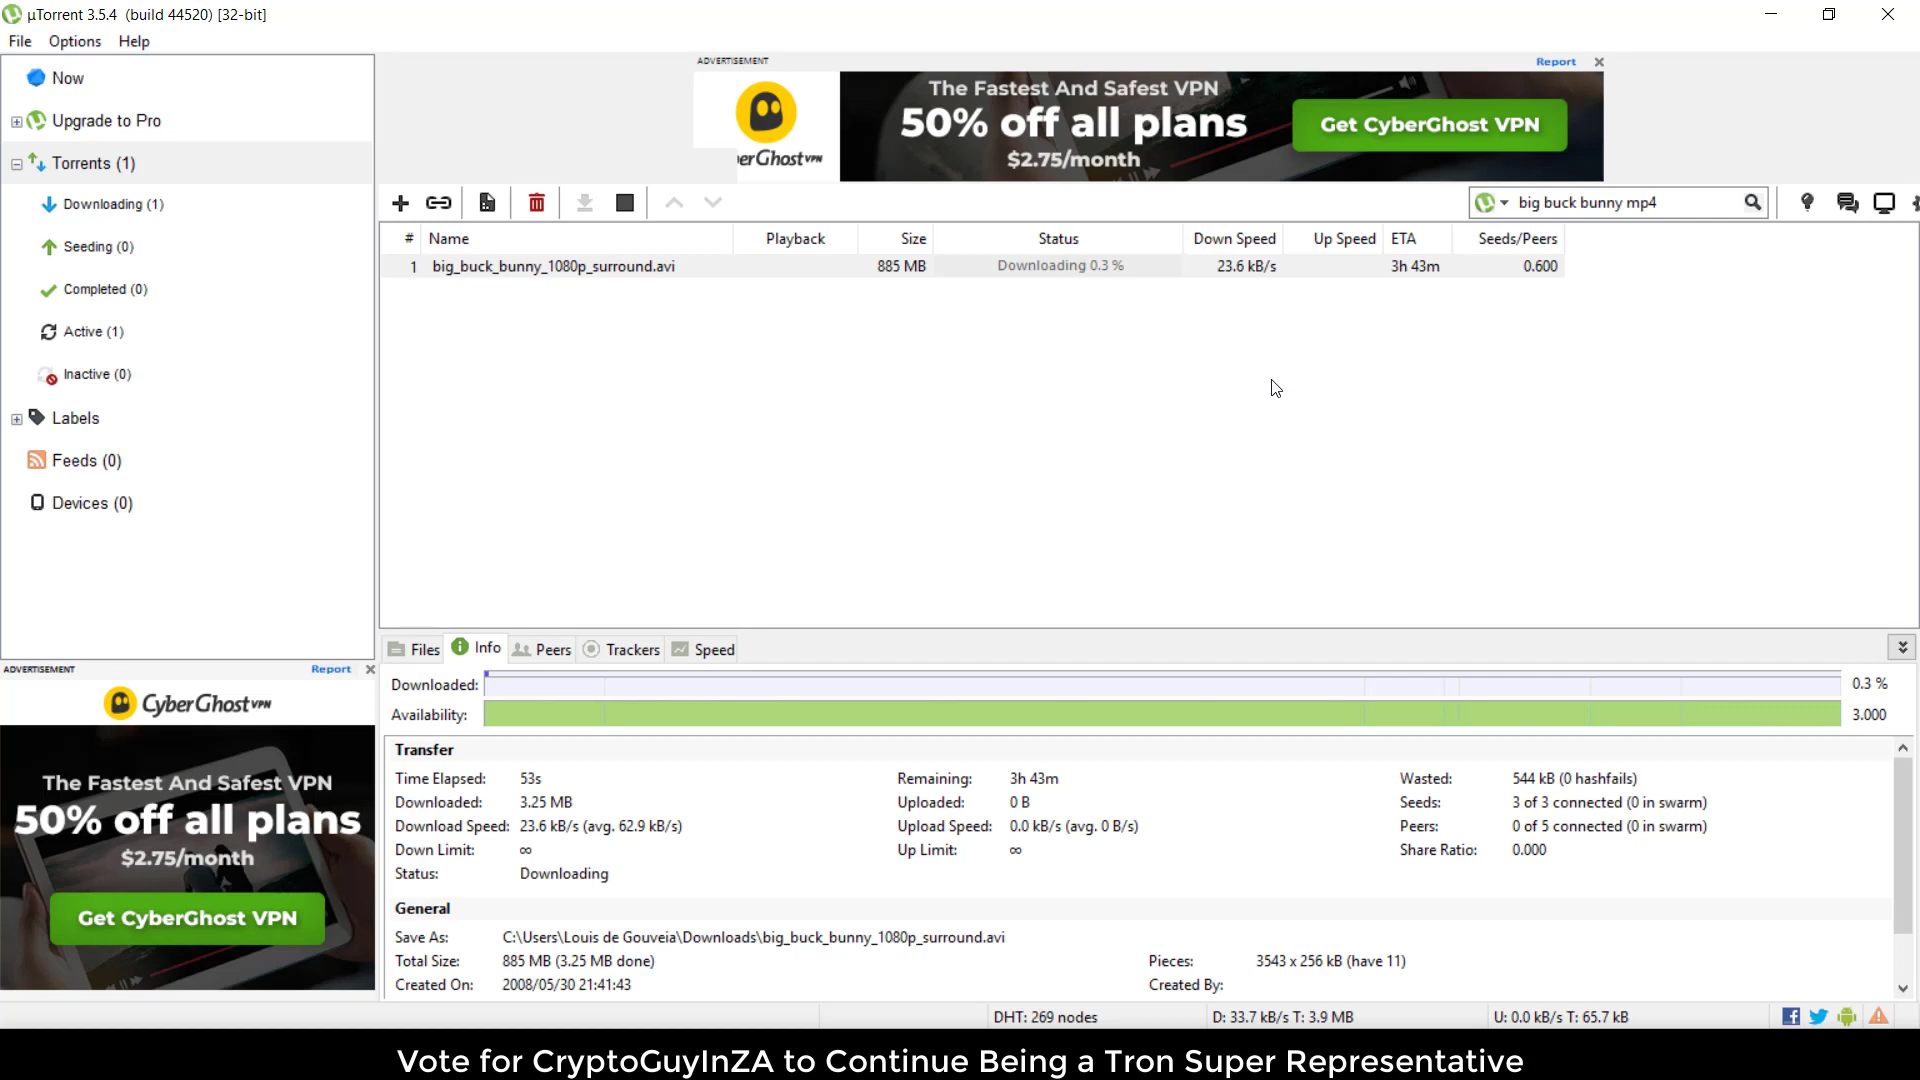 µTorrent 3.5.4 (build 44520) [32-bit]
File Options Help
Now
Upgrade to Pro
Torrents (1)
Downloading (1)
Seeding (0)
Completed (0)
Active (1)
Inactive (0)
Labels
Feeds (0)
Devices (0)
ADVERTISEMENT Report
CyberGhost VPN
The Fastest And Safest VPN
50% off all plans
$2.75/month
Get CyberGhost VPN
ADVERTISEMENT Report
erGhost VPN
The Fastest And Safest VPN
50% off all plans
$2.75/month
Get CyberGhost VPN
big buck bunny mp4
# Name Playback Size Status Down Speed Up Speed ETA Seeds/Peers
1 big_buck_bunny_1080p_surround.avi 885 MB Downloading 0.3 % 23.6 kB/s 3h 43m 0.600
Files Info Peers Trackers Speed
Downloaded: 0.3 %
Availability: 3.000
Transfer
Time Elapsed: 53s Remaining: 3h 43m Wasted: 544 kB (0 hashfails)
Downloaded: 3.25 MB Uploaded: 0 B Seeds: 3 of 3 connected (0 in swarm)
Download Speed: 23.6 kB/s (avg. 62.9 kB/s) Upload Speed: 0.0 kB/s (avg. 0 B/s) Peers: 0 of 5 connected (0 in swarm)
Down Limit: ∞ Up Limit: ∞ Share Ratio: 0.000
Status: Downloading
General
Save As: C:\Users\Louis de Gouveia\Downloads\big_buck_bunny_1080p_surround.avi
Total Size: 885 MB (3.25 MB done) Pieces: 3543 x 256 kB (have 11)
Created On: 2008/05/30 21:41:43 Created By:
DHT: 269 nodes D: 33.7 kB/s T: 3.9 MB U: 0.0 kB/s T: 65.7 kB
Vote for CryptoGuyInZA to Continue Being a Tron Super Representative